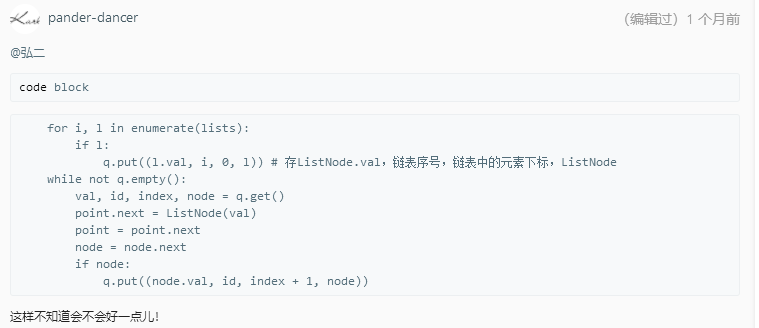 Kark
pander-dancer
（编辑过）1 个月前
@弘二
code block
for i, l in enumerate(lists):
if l:
q.put((l.val, i, 0, l)) # 存ListNode.val，链表序号，链表中的元素下标，ListNode
while not q.empty():
val, id, index, node = q.get()
point.next = ListNode(val)
point = point.next
node = node.next
if node:
q.put((node.val, id, index + 1, node))
这样不知道会不会好一点儿！